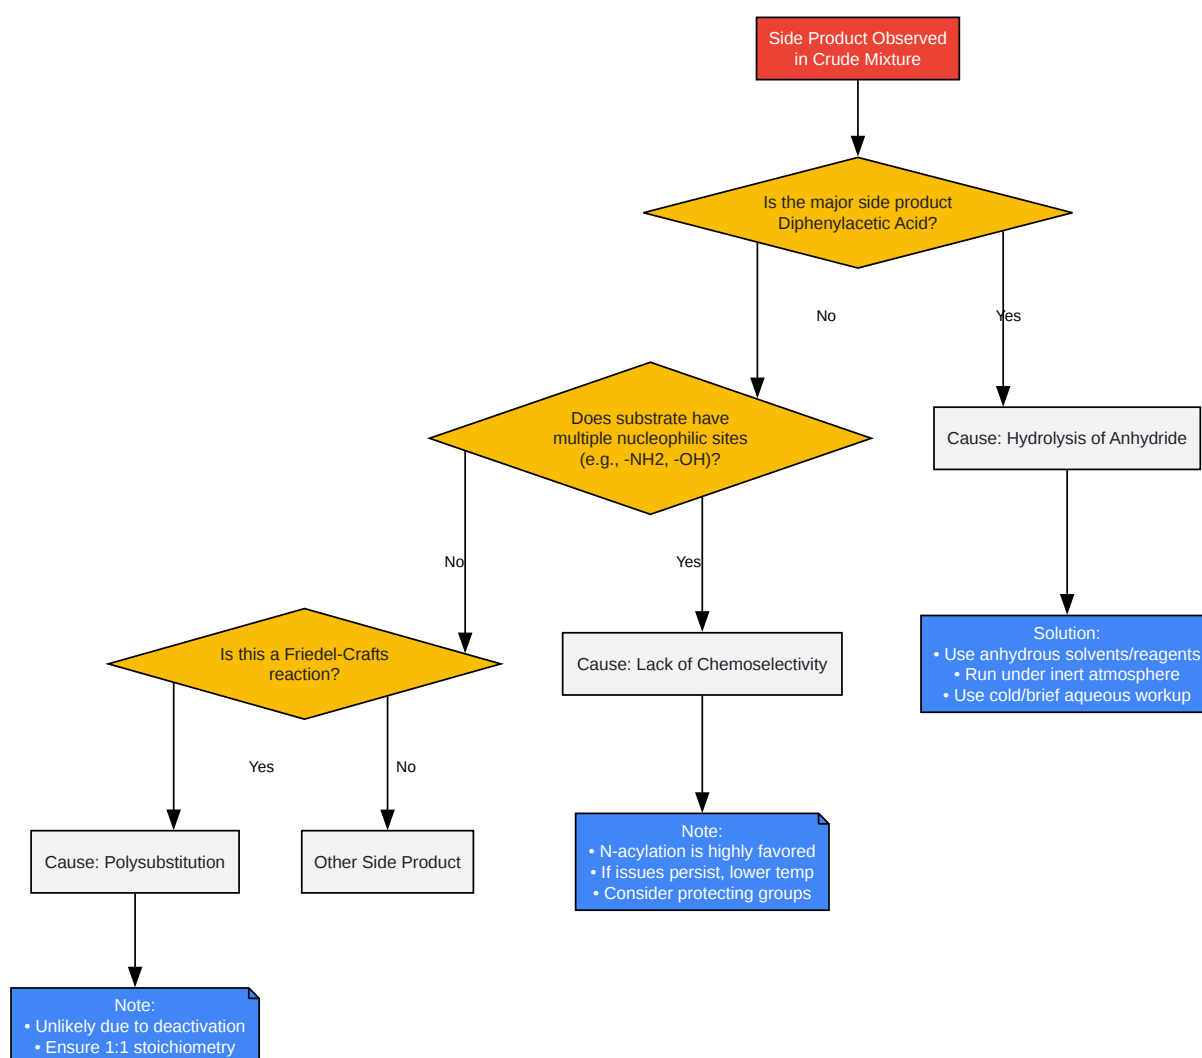 Side Product Observed
in Crude Mixture
Is the major side product
Diphenylacetic Acid?
No
Yes
Does substrate have
multiple nucleophilic sites
(e.g., -NH2, -OH)?
Cause: Hydrolysis of Anhydride
No
Yes
Is this a Friedel-Crafts
reaction?
Cause: Lack of Chemoselectivity
Solution:
• Use anhydrous solvents/reagents
• Run under inert atmosphere
• Use cold/brief aqueous workup
Yes
No
Cause: Polysubstitution
Other Side Product
Note:
• N-acylation is highly favored
• If issues persist, lower temp
• Consider protecting groups
Note:
• Unlikely due to deactivation
• Ensure 1:1 stoichiometry